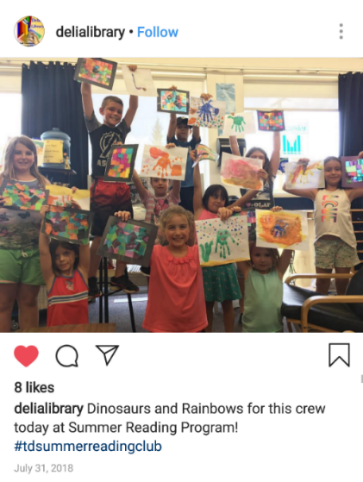 delialibrary • Follow
8 likes
delialibrary Dinosaurs and Rainbows for this crew
today at Summer Reading Program!
#tdsummerreadingclub
July 31, 2018